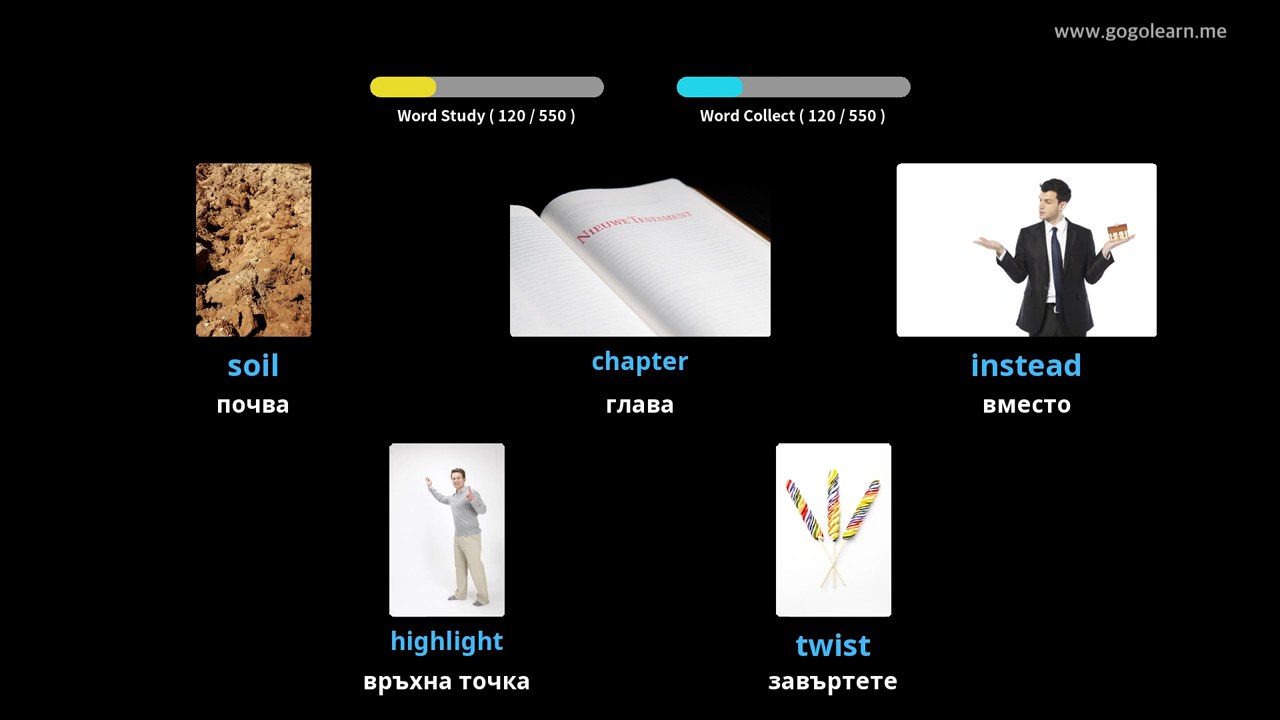 www.gogolearn.me
Word Study ( 120 / 550 )
Word Collect ( 120 / 550 )
NIEUWE TESTAMENT
soil
chapter
instead
почва
глава
вместо
highlight
twist
връхна точка
завъртете